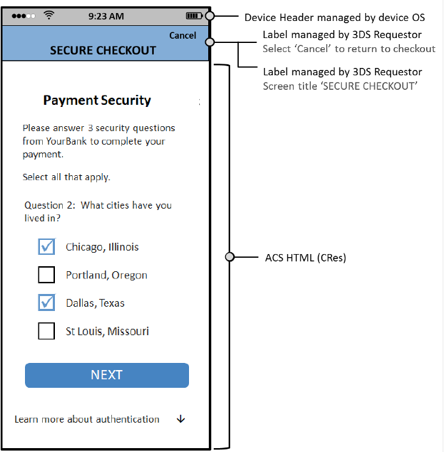 9:23 AM
Cancel
SECURE CHECKOUT
Payment Security
Please answer 3 security questions
from YourBank to complete your
payment.
Select all that apply.
Question 2: What cities have you
lived in?
Chicago, Illinois
Portland, Oregon
Dallas, Texas
St Louis, Missouri
NEXT
Learn more about authentication
Device Header managed by device OS
Label managed by 3DS Requestor
Select ‘Cancel’ to return to checkout
Label managed by 3DS Requestor
Screen title ‘SECURE CHECKOUT’
ACS HTML (CRes)